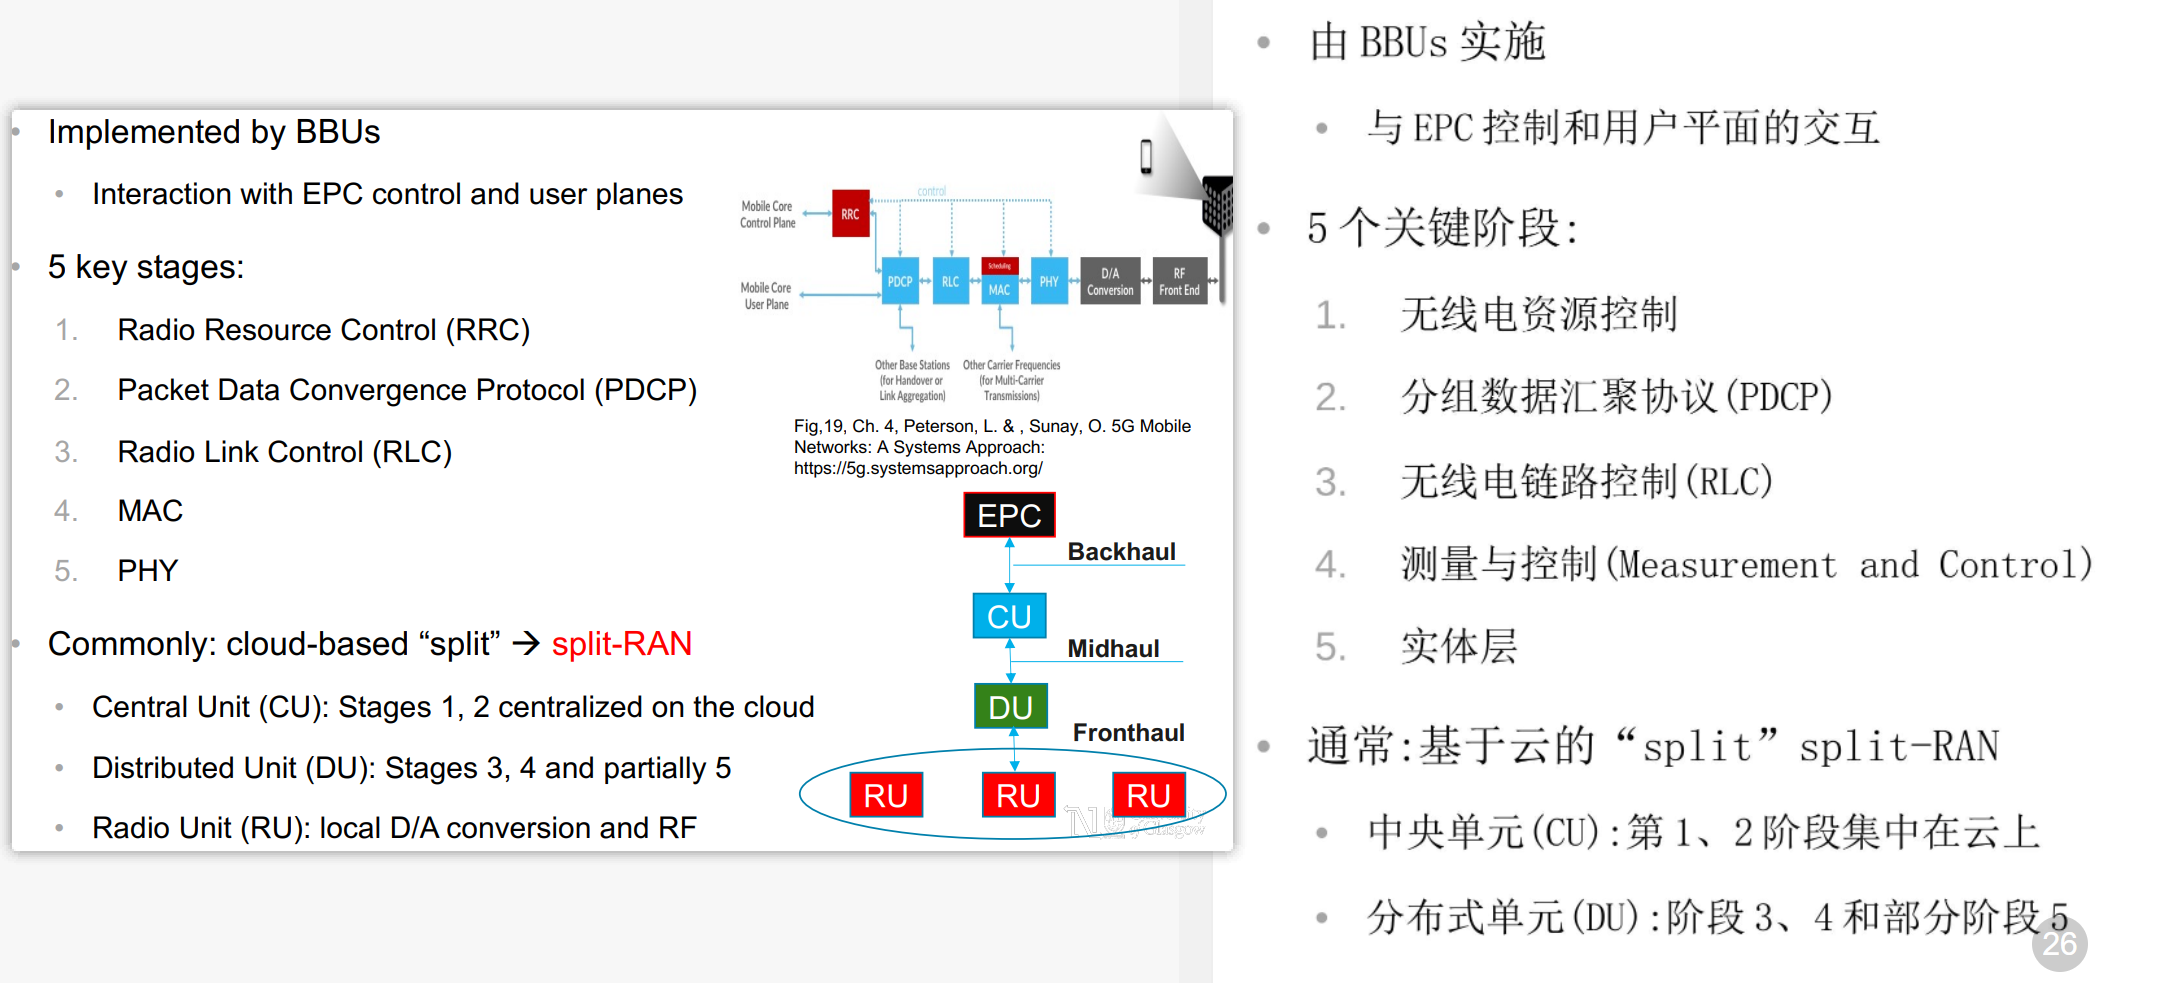 Implemented by BBUs
Interaction with EPC control and user planes
5 key stages:
1. Radio Resource Control (RRC)
2. Packet Data Convergence Protocol (PDCP)
3. Radio Link Control (RLC)
4. MAC
5. PHY
Commonly: cloud-based “split” → split-RAN
Central Unit (CU): Stages 1, 2 centralized on the cloud
Distributed Unit (DU): Stages 3, 4 and partially 5
Radio Unit (RU): local D/A conversion and RF
control
Mobile Core
Control Plane
RRC
Mobile Core
User Plane
PDCP
RLC
Scheduling
MAC
PHY
D/A
Conversion
RF
Front End
Other Base Stations
(for Handover or
Link Aggregation)
Other Carrier Frequencies
(for Multi-Carrier
Transmissions)
Fig,19, Ch. 4, Peterson, L. & , Sunay, O. 5G Mobile
Networks: A Systems Approach:
https://5g.systemsapproach.org/
EPC
Backhaul
CU
Midhaul
DU
Fronthaul
RU
RU
RU
of Glasgow
由 BBUs 实施
与 EPC 控制和用户平面的交互
5 个关键阶段:
1. 无线电资源控制
2. 分组数据汇聚协议(PDCP)
3. 无线电链路控制(RLC)
4. 测量与控制(Measurement and Control)
5. 实体层
通常:基于云的“split”split-RAN
中央单元(CU):第 1、2 阶段集中在云上
分布式单元(DU):阶段 3、4 和部分阶段 5
26